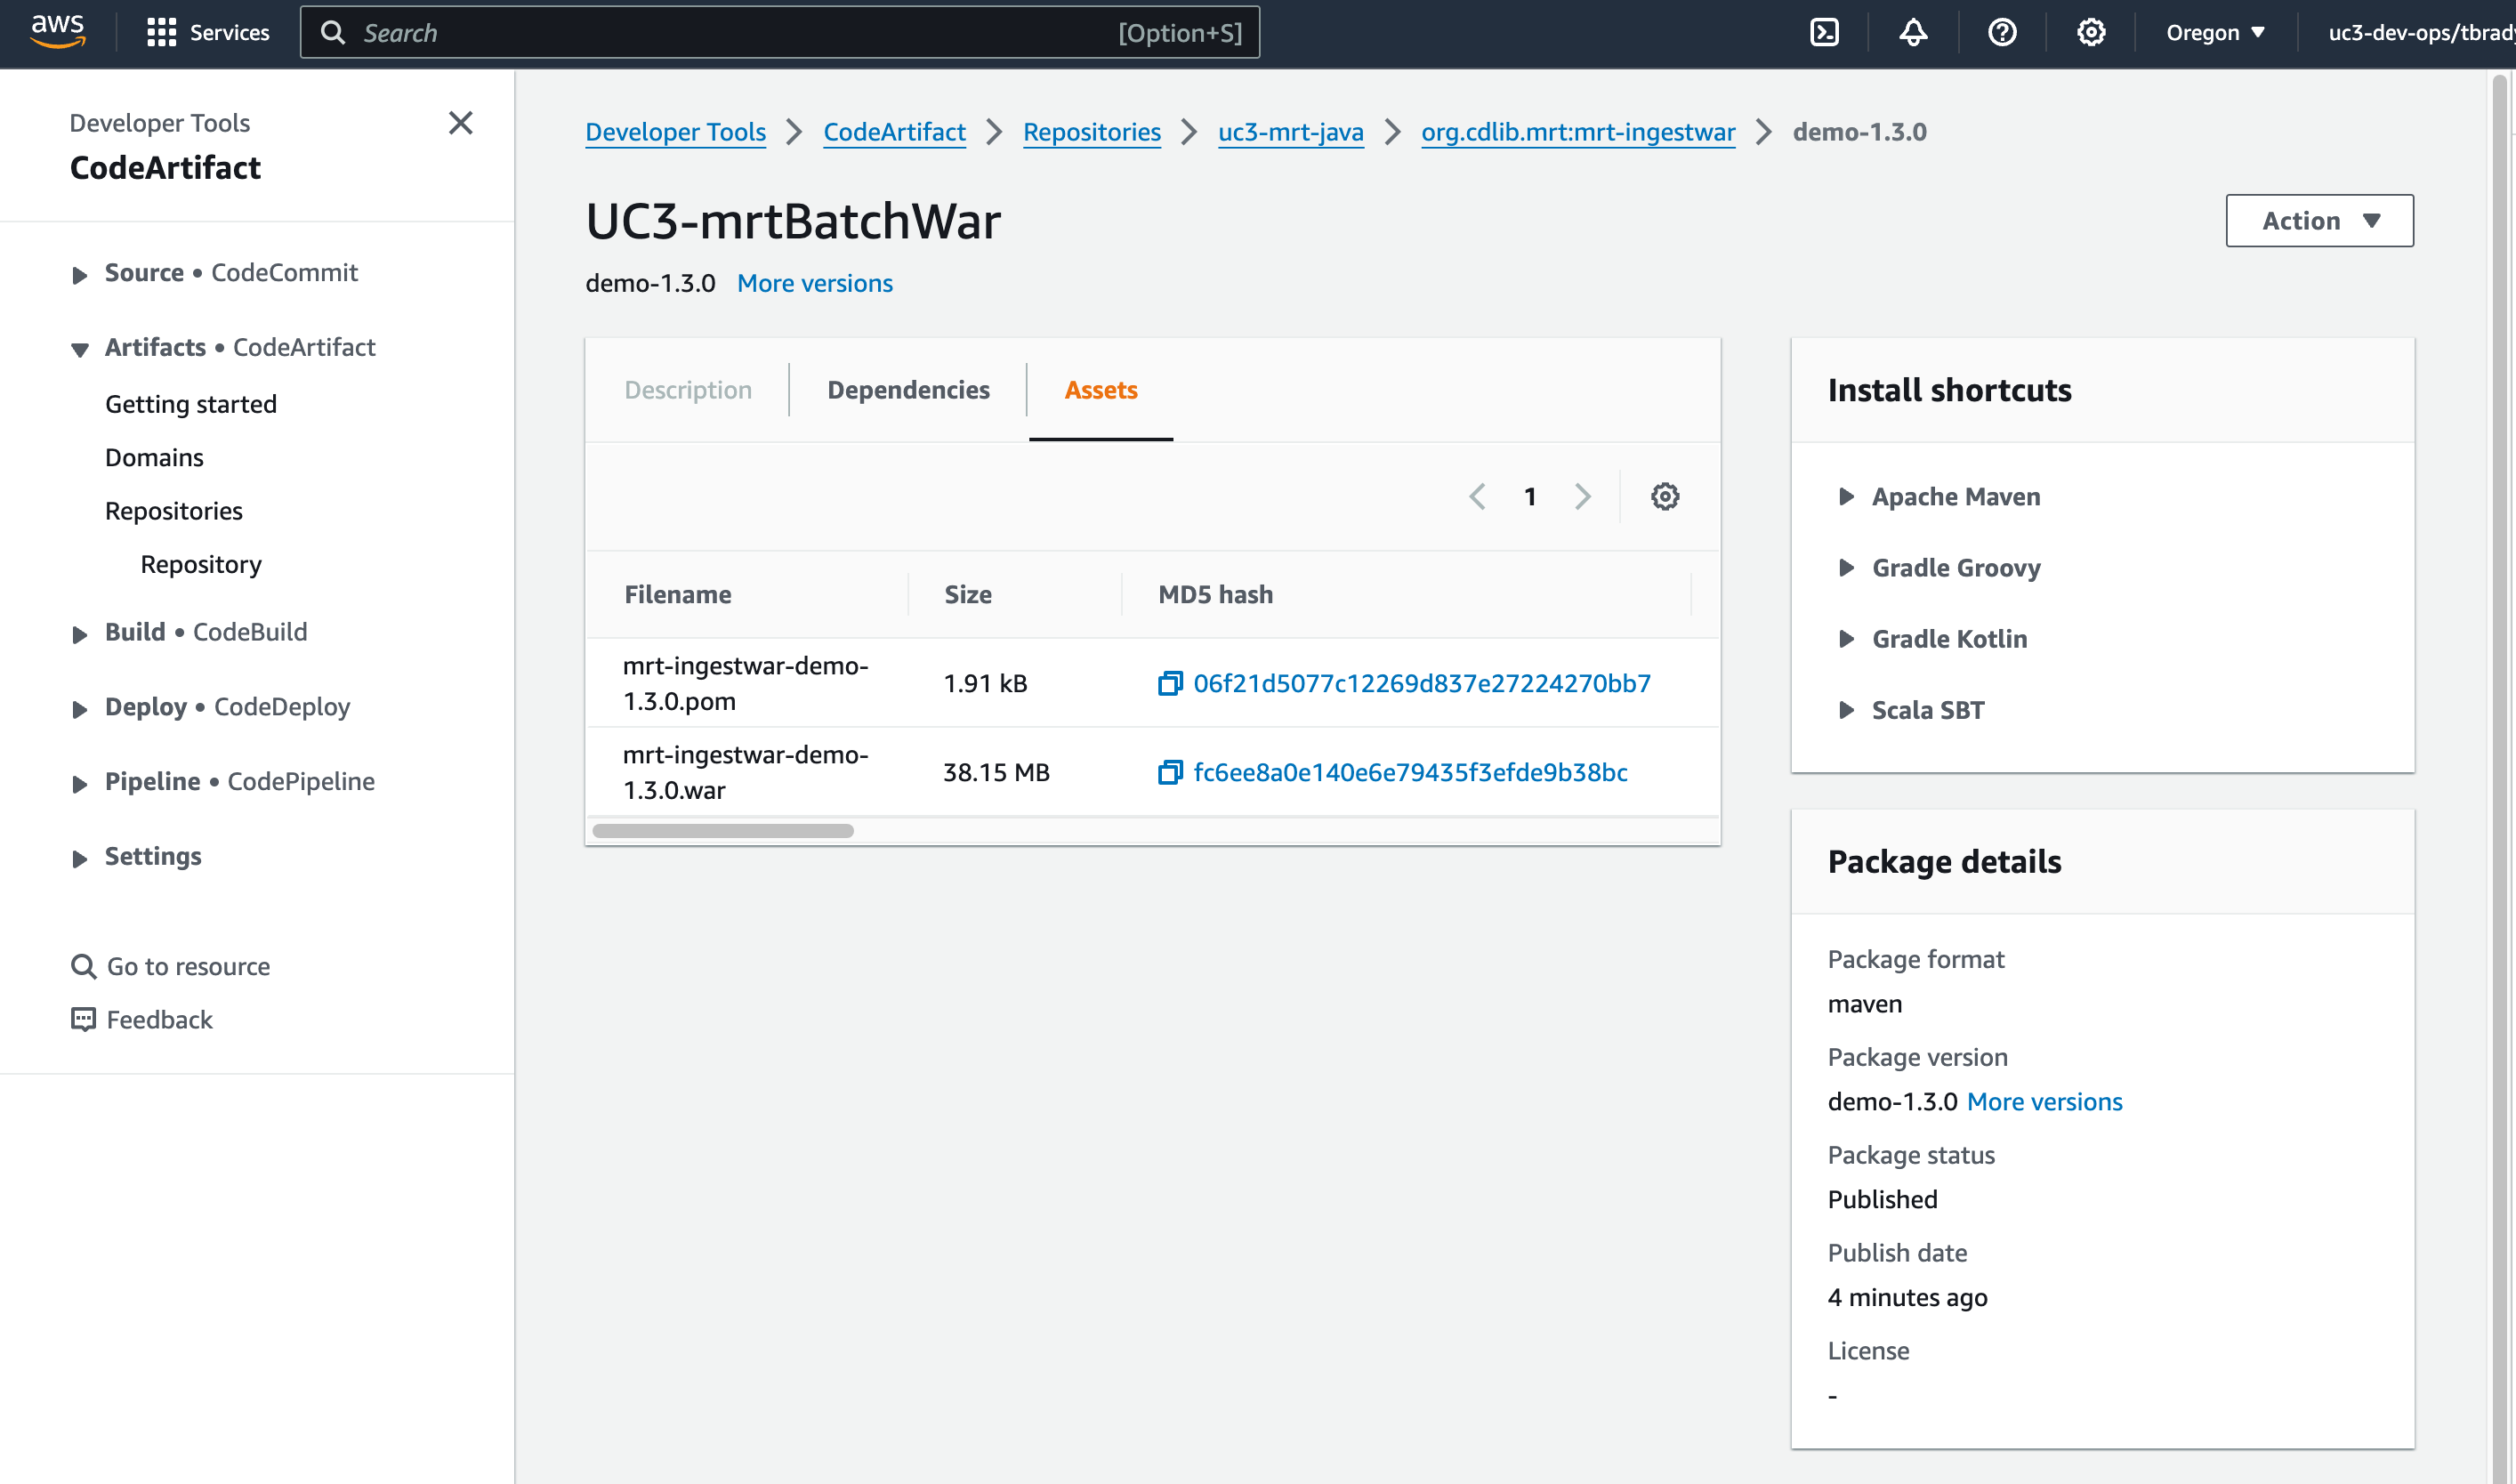 aws
Services
Search
[Option+S]
Oregon
uc3-dev-ops/tbrady
Developer Tools
CodeArtifact
Source • CodeCommit
Artifacts • CodeArtifact
Getting started
Domains
Repositories
Repository
Build • CodeBuild
Deploy • CodeDeploy
Pipeline • CodePipeline
Settings
Go to resource
Feedback
Developer Tools
CodeArtifact
Repositories
uc3-mrt-java
org.cdlib.mrt:mrt-ingestwar
demo-1.3.0
UC3-mrtBatchWar
Action
demo-1.3.0 More versions
Description
Dependencies
Assets
1
Filename
Size
MD5 hash
mrt-ingestwar-demo-
1.3.0.pom
1.91 kB
06f21d5077c12269d837e27224270bb7
mrt-ingestwar-demo-
1.3.0.war
38.15 MB
fc6ee8a0e140e6e79435f3efde9b38bc
Install shortcuts
Apache Maven
Gradle Groovy
Gradle Kotlin
Scala SBT
Package details
Package format
maven
Package version
demo-1.3.0 More versions
Package status
Published
Publish date
4 minutes ago
License
-